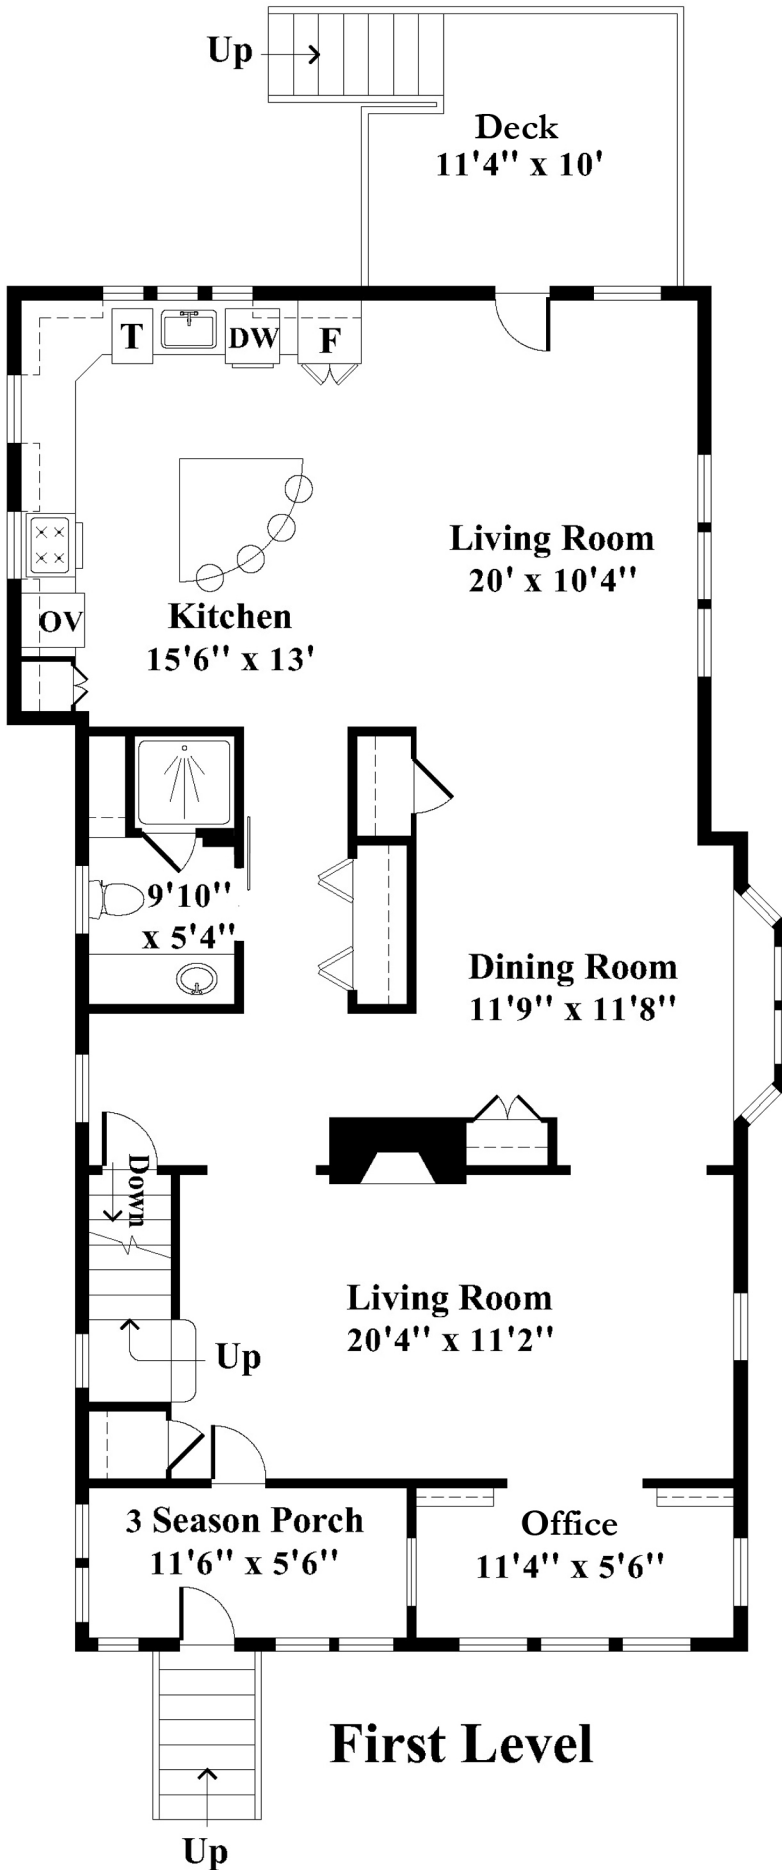 Up
Deck
11'4" x 10'
T
DW
F
Living Room
20' x 10'4"
OV
Kitchen
15'6" x 13'
9'10"
x 5'4"
Dining Room
11'9" x 11'8"
Down
Living Room
20'4" x 11'2"
Up
3 Season Porch
11'6" x 5'6"
Office
11'4" x 5'6"
First Level
Up